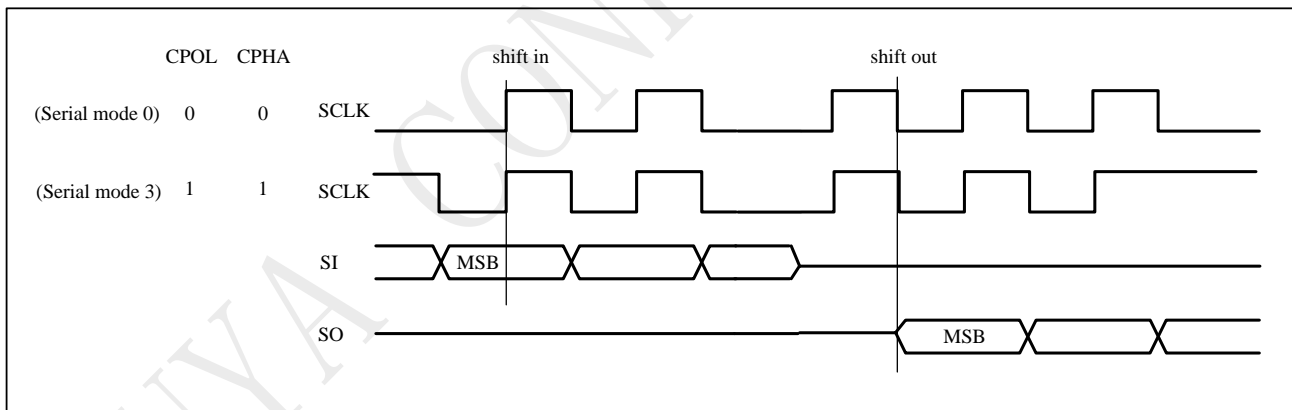 CPOL CPHA shift in shift out
(Serial mode 0) 0 0 SCLK
(Serial mode 3) 1 1 SCLK
SI MSB
SO MSB